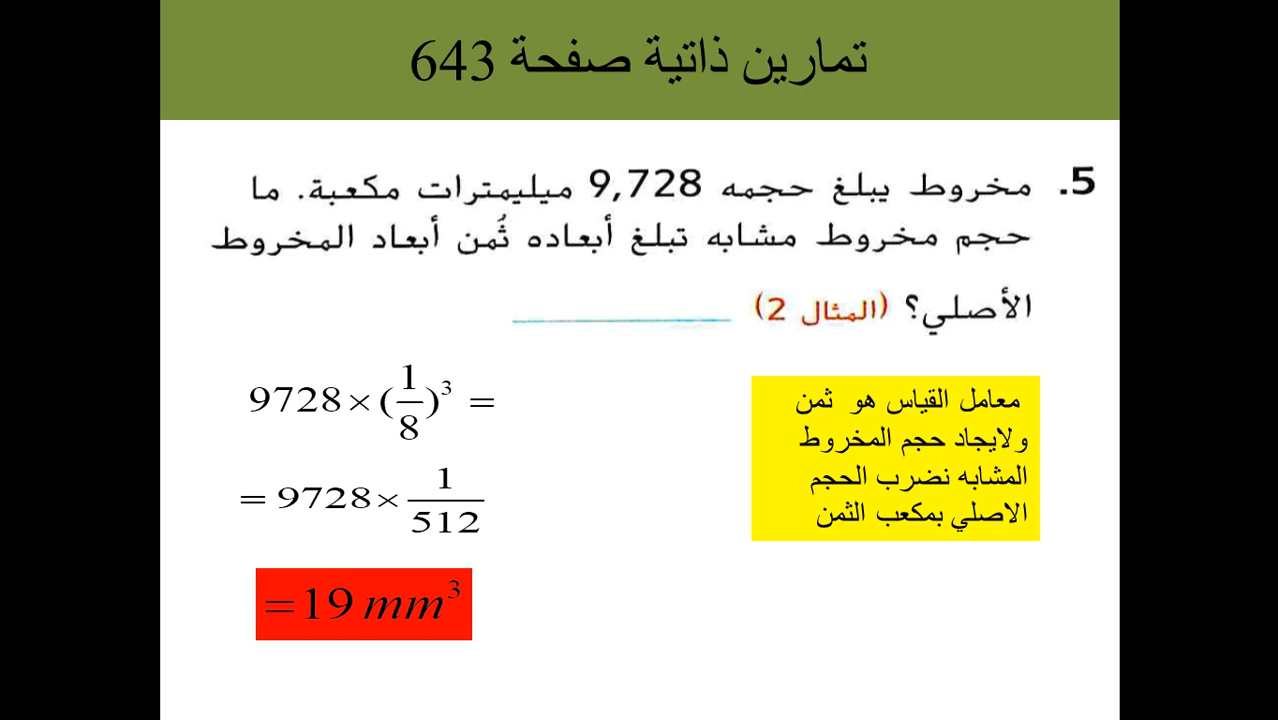 تمارين ذاتية صفحة 643
5. مخروط يبلغ حجمه 9,728 ميليمترات مكعبة. ما
حجم مخروط مشابه تبلغ أبعاده ثُمن أبعاد المخروط
الأصلي؟ (المثال 2)
معامل القياس هو ثمن
ولايجاد حجم المخروط
المشابه نضرب الحجم
الاصلي بمكعب الثمن
9728 × (1/8)³ =
= 9728 × 1/512
= 19 mm³